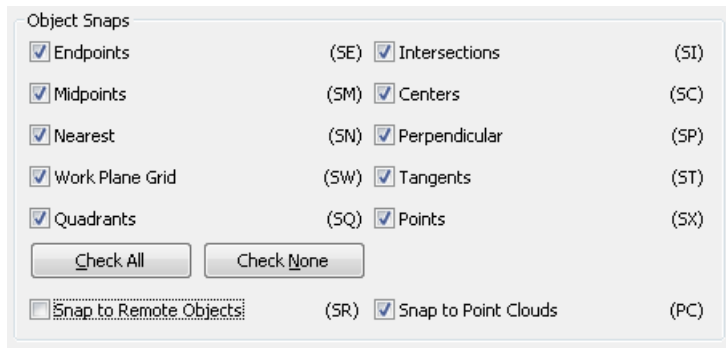 Object Snaps
Endpoints (SE) Intersections (SI)
Midpoints (SM) Centers (SC)
Nearest (SN) Perpendicular (SP)
Work Plane Grid (SW) Tangents (ST)
Quadrants (SQ) Points (SX)
Check All Check None
Snap to Remote Objects (SR) Snap to Point Clouds (PC)